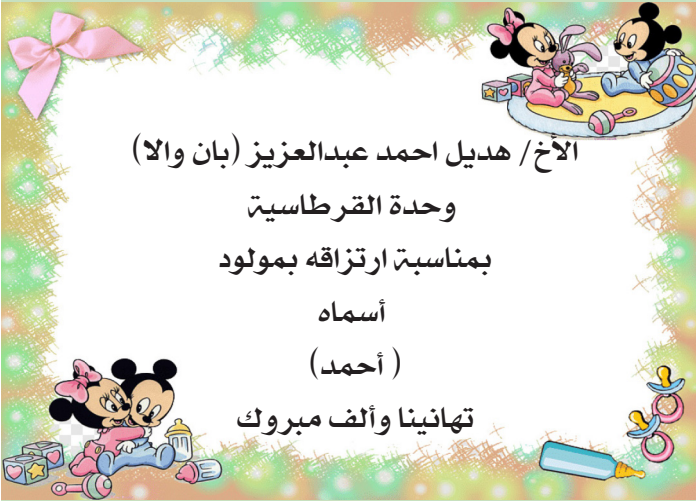 الأخ/ هديل احمد عبدالعزيز (بان والا)
وحدة القرطاسية
بمناسبة ارتزاقه بمولود
أسماه
( أحمد)
تهانينا وألف مبروك